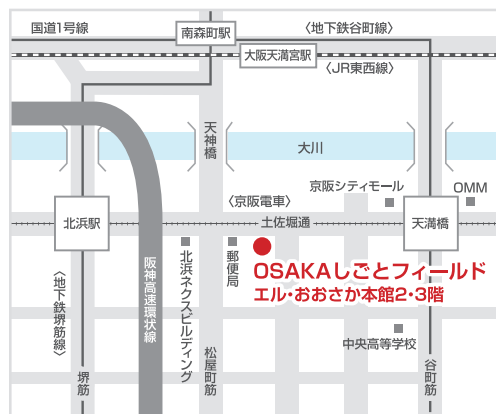 国道1号線
南森町駅
〈地下鉄谷町線〉
大阪天満宮駅
〈JR東西線〉
天神橋
大川
京阪シティモール
OMM
〈京阪電車〉
北浜駅
土佐堀通
天満橋
阪神高速環状線
北浜ネクスビルディング
郵便局
OSAKAしごとフィールド
エル・おおさか本館2・3階
〈地下鉄堺筋線〉
中央高等学校
堺筋
松屋町筋
谷町筋